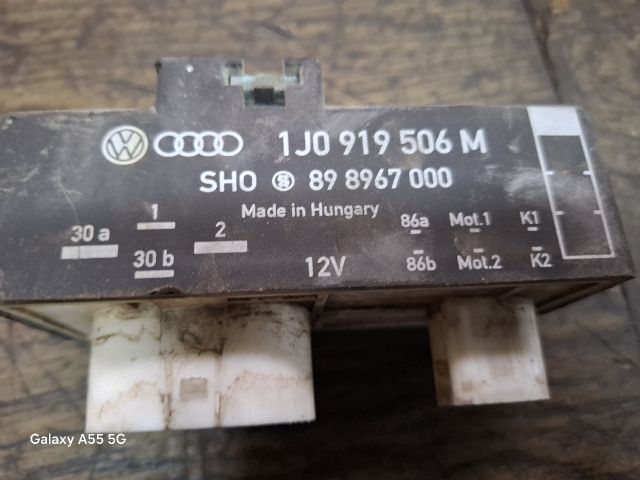 1J0 919 506 M
SHO 89 8967 000
Made in Hungary
30 a 1 2 86a Mot.1 K1
30 b 12V 86b Mot.2 K2
Galaxy A55 5G